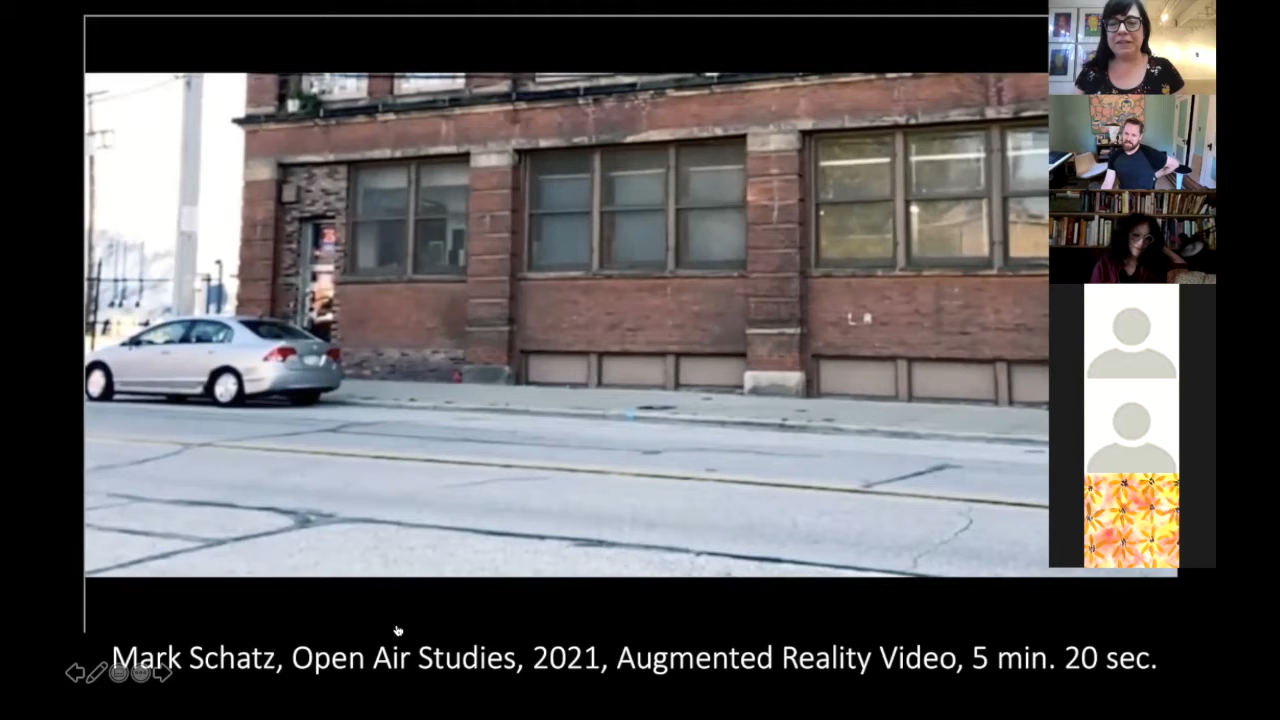 L A
Mark Schatz, Open Air Studies, 2021, Augmented Reality Video, 5 min. 20 sec.